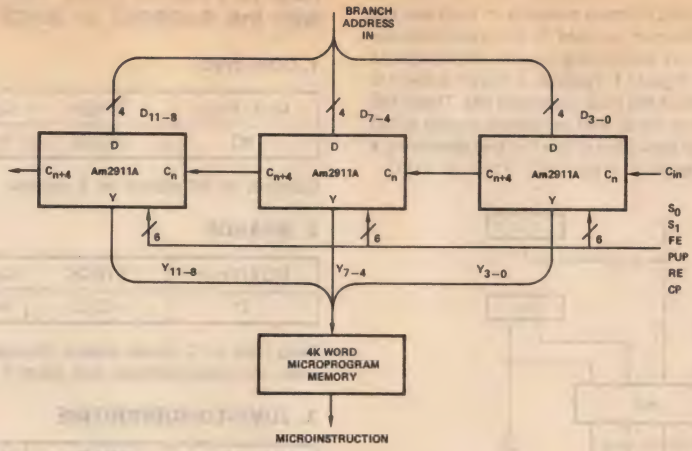 BRANCH
ADDRESS
IN
4 D11–8
4 D7–4
4 D3–0
D
D
D
Cn+4 Am2911A Cn
Cn+4 Am2911A Cn
Cn+4 Am2911A Cn
Cin
Y
Y
Y
6
6
6
S0
S1
FE
PUP
RE
CP
Y11–8
Y7–4
Y3–0
4K WORD
MICROPROGRAM
MEMORY
MICROINSTRUCTION